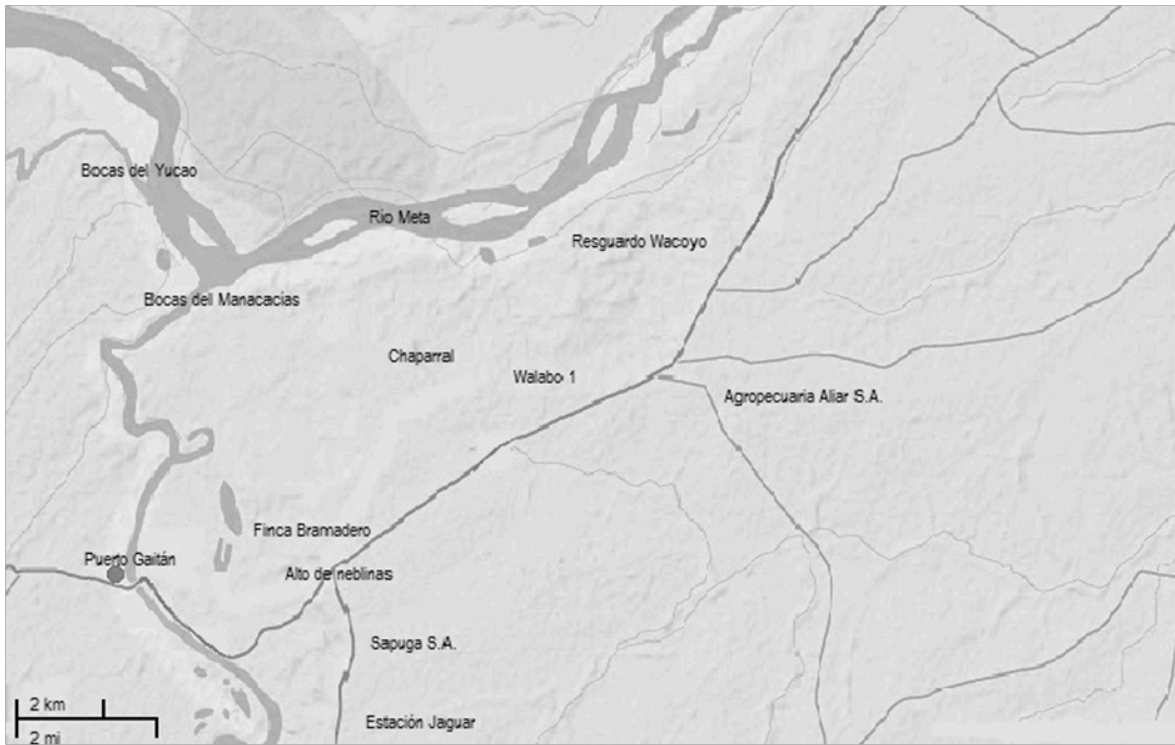 Bocas del Yucao
Rio Meta
Resguardo Wacoyo
Bocas del Manacacias
Chaparral
Walabo 1
Agropecuaria Aliar S.A.
Finca Bramadero
Puerto Gaitán
Alto de neblinas
Sapuga S.A.
Estación Jaguar
2 km
2 mi